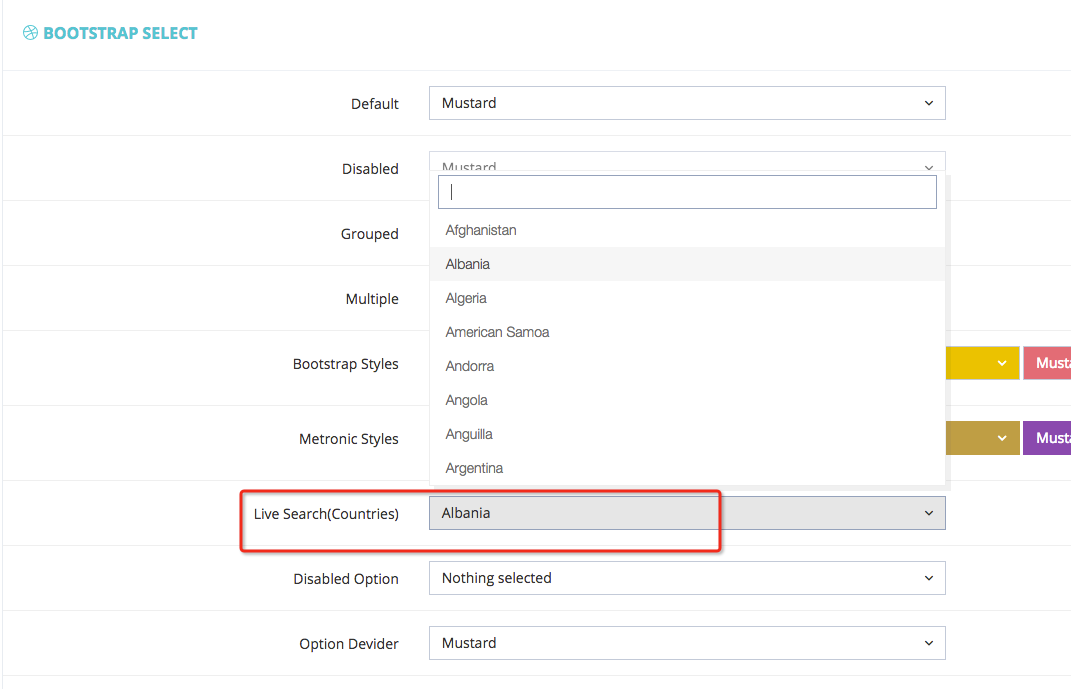 BOOTSTRAP SELECT
Default Mustard
Disabled Mustard
Grouped
Afghanistan
Albania
Multiple Algeria
American Samoa
Bootstrap Styles Andorra Musta
Angola
Metronic Styles Anguilla Musta
Argentina
Live Search(Countries) Albania
Disabled Option Nothing selected
Option Devider Mustard